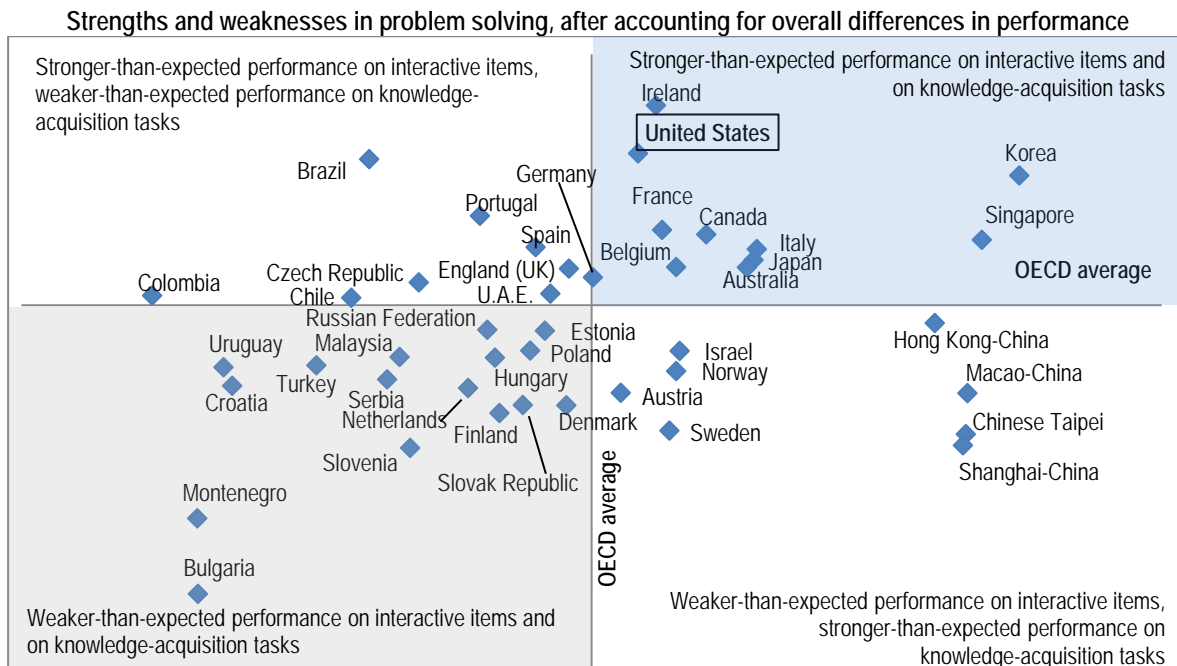 Strengths and weaknesses in problem solving, after accounting for overall differences in performance
Stronger-than-expected performance on interactive items,
weaker-than-expected performance on knowledge-
acquisition tasks
Stronger-than-expected performance on interactive items and
on knowledge-acquisition tasks
Ireland
United States
Brazil
Germany
Korea
Portugal
France
Canada
Singapore
Spain
Belgium
Italy
Japan
Australia
OECD average
England (UK)
Czech Republic
Colombia
Chile
U.A.E.
Russian Federation
Estonia
Hong Kong-China
Uruguay
Malaysia
Poland
Israel
Norway
Macao-China
Croatia
Turkey
Serbia
Hungary
Austria
Netherlands
Finland
Denmark
Sweden
Chinese Taipei
Slovenia
Slovak Republic
Shanghai-China
Montenegro
OECD average
Bulgaria
Weaker-than-expected performance on interactive items and
on knowledge-acquisition tasks
Weaker-than-expected performance on interactive items,
stronger-than-expected performance on
knowledge-acquisition tasks